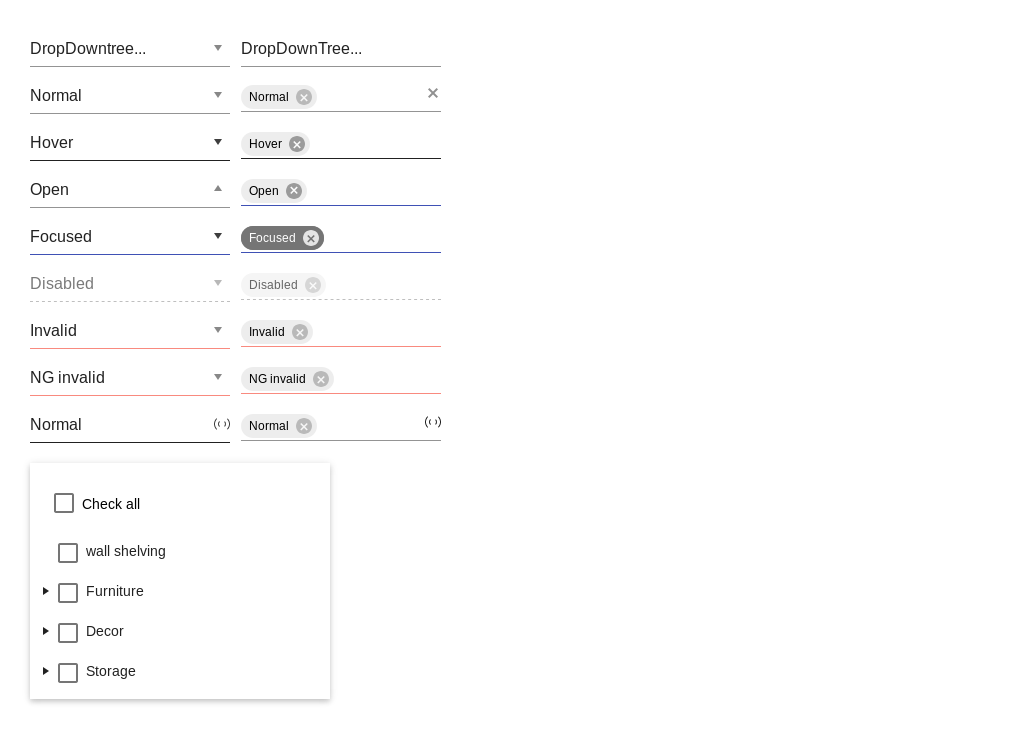 DropDowntree... DropDownTree...
Normal Normal
Hover Hover
Open Open
Focused Focused
Disabled Disabled
Invalid Invalid
NG invalid NG invalid
Normal Normal
Check all
wall shelving
Furniture
Decor
Storage